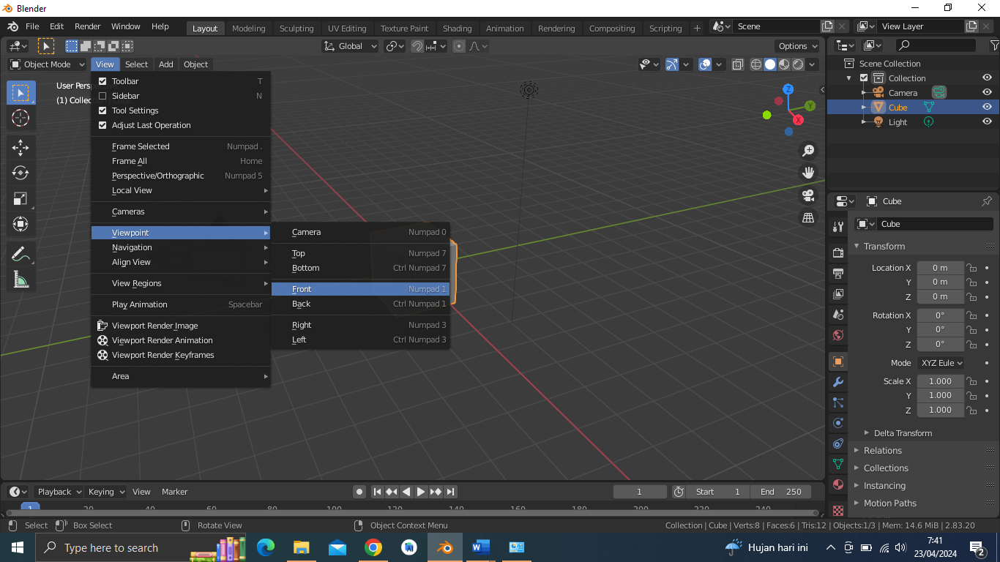 Blender
File Edit Render Window Help Layout Modeling Sculpting UV Editing Texture Paint Shading Animation Rendering Compositing Scripting + Scene View Layer
Global Options
Object Mode View Select Add Object
Scene Collection
Collection
Camera
Cube
Light
User Persp
(1) Collec
Z
Y
X
Toolbar T
Sidebar N
Tool Settings
Adjust Last Operation
Frame Selected Numpad .
Frame All Home
Perspective/Orthographic Numpad 5
Local View
Cameras
Viewpoint
Navigation
Align View
View Regions
Play Animation Spacebar
Viewport Render Image
Viewport Render Animation
Viewport Render Keyframes
Area
Camera Numpad 0
Top Numpad 7
Bottom Ctrl Numpad 7
Front Numpad 1
Back Ctrl Numpad 1
Right Numpad 3
Left Ctrl Numpad 3
Cube
Cube
Transform
Location X 0 m
Y 0 m
Z 0 m
Rotation X 0°
Y 0°
Z 0°
Mode XYZ Eule
Scale X 1.000
Y 1.000
Z 1.000
Delta Transform
Relations
Collections
Instancing
Motion Paths
Playback Keying View Marker 1 Start 1 End 250
1 20 40 60 80 100 120 140 160 180 200 220 240
Select Box Select Rotate View Object Context Menu Collection | Cube | Verts:8 | Faces:6 | Tris:12 | Objects:1/3 | Mem: 14.6 MiB | 2.83.20
Type here to search Hujan hari ini 7:41
23/04/2024 2